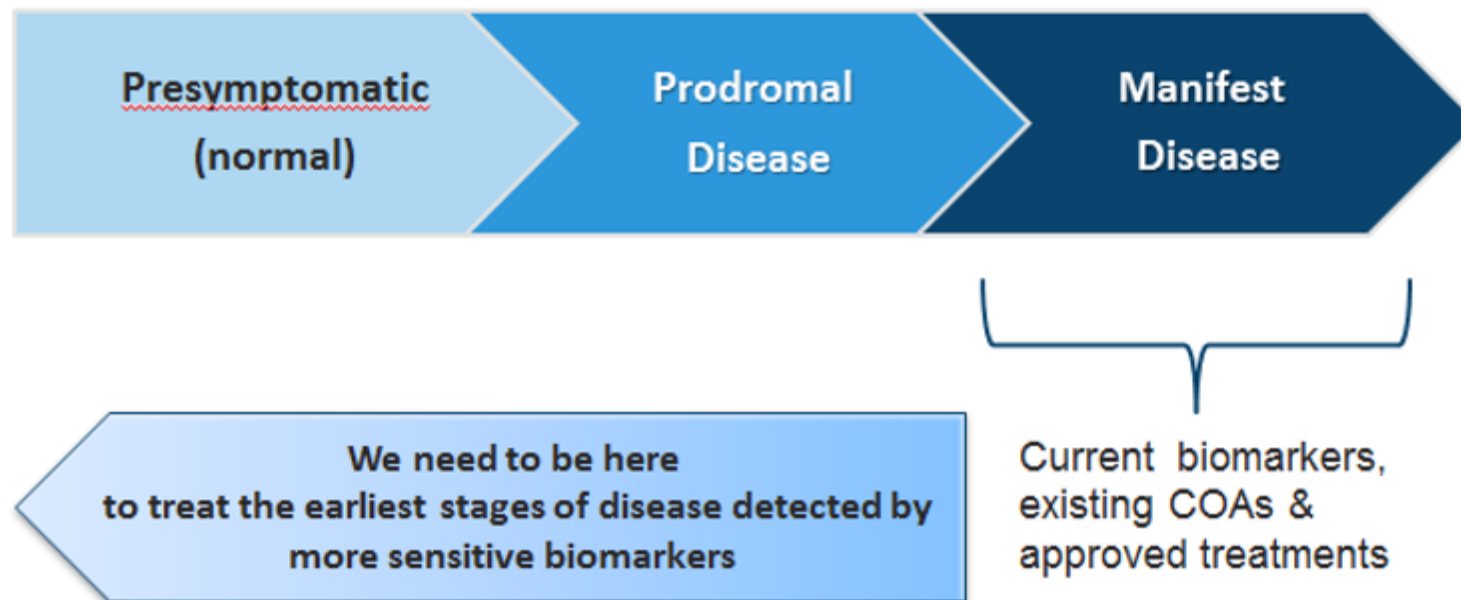 Presymptomatic
(normal)
Prodromal
Disease
Manifest
Disease
We need to be here
to treat the earliest stages of disease detected by
more sensitive biomarkers
Current biomarkers,
existing COAs &
approved treatments